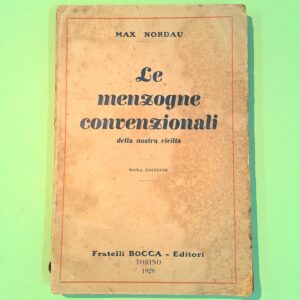 MAX NORDAU
Le
menzogne
convenzionali
della nostra civiltà
NONA EDIZIONE
Fratelli BOCCA - Editori
TORINO
1929